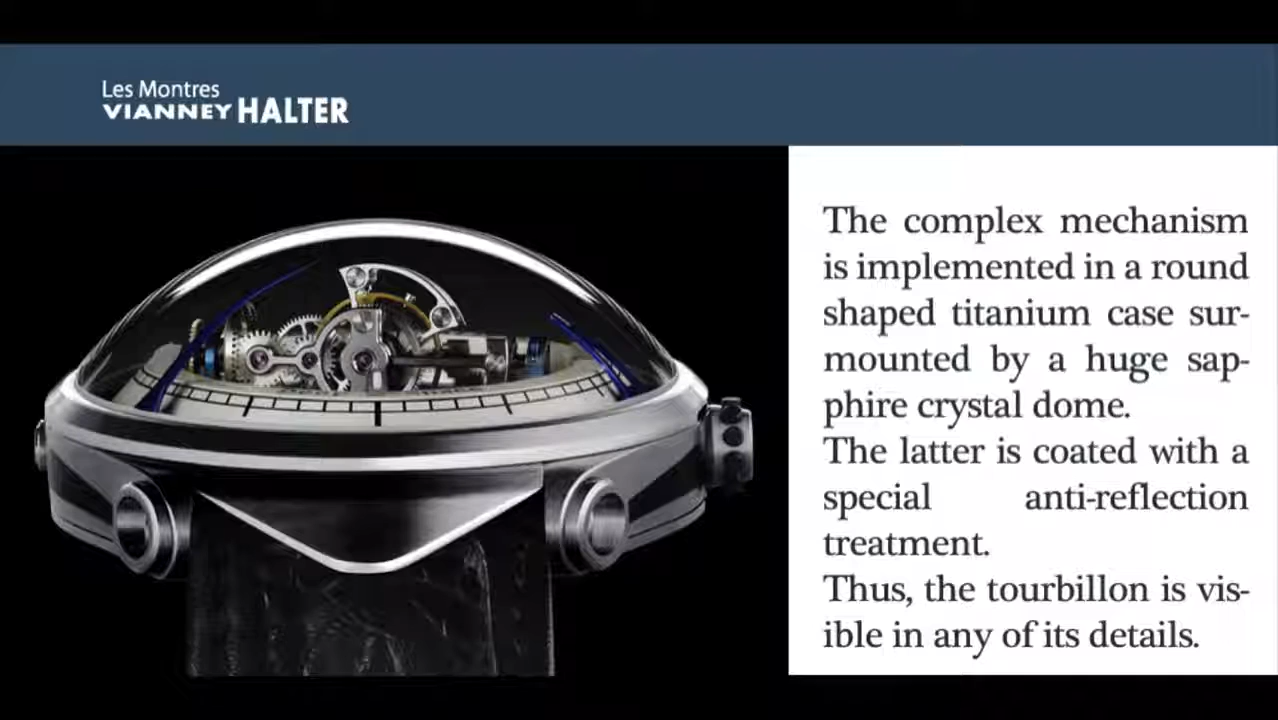 Les Montres
VIANNEY HALTER
The complex mechanism
is implemented in a round
shaped titanium case sur-
mounted by a huge sap-
phire crystal dome.
The latter is coated with a
special anti-reflection
treatment.
Thus, the tourbillon is vis-
ible in any of its details.